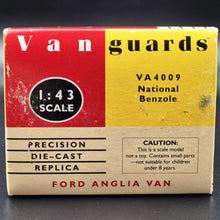 Vanguards™
1:43
SCALE
VA4009
National
Benzole
PRECISION
DIE-CAST
REPLICA
CAUTION:
This is a scale model
not a toy. Contains small parts
—not suitable for children
under 8 years.
FORD ANGLIA VAN